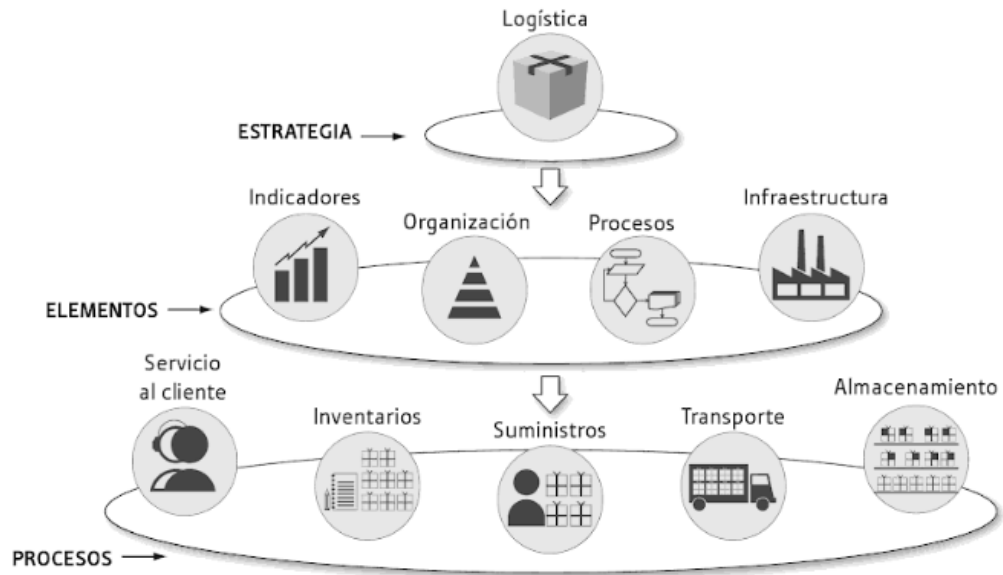 Logística
ESTRATEGIA
Indicadores
Organización
Procesos
Infraestructura
ELEMENTOS
Servicio
al cliente
Inventarios
Suministros
Transporte
Almacenamiento
PROCESOS